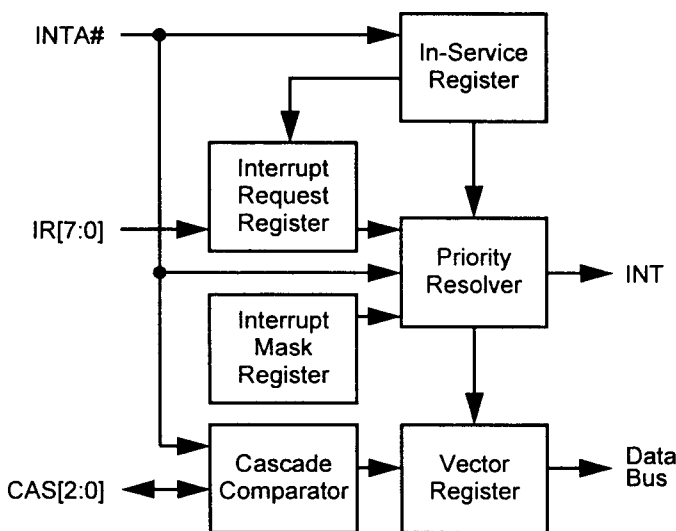 INTA#
In-Service
Register
Interrupt
Request
Register
IR[7:0]
Priority
Resolver
INT
Interrupt
Mask
Register
Cascade
Comparator
CAS[2:0]
Vector
Register
Data
Bus